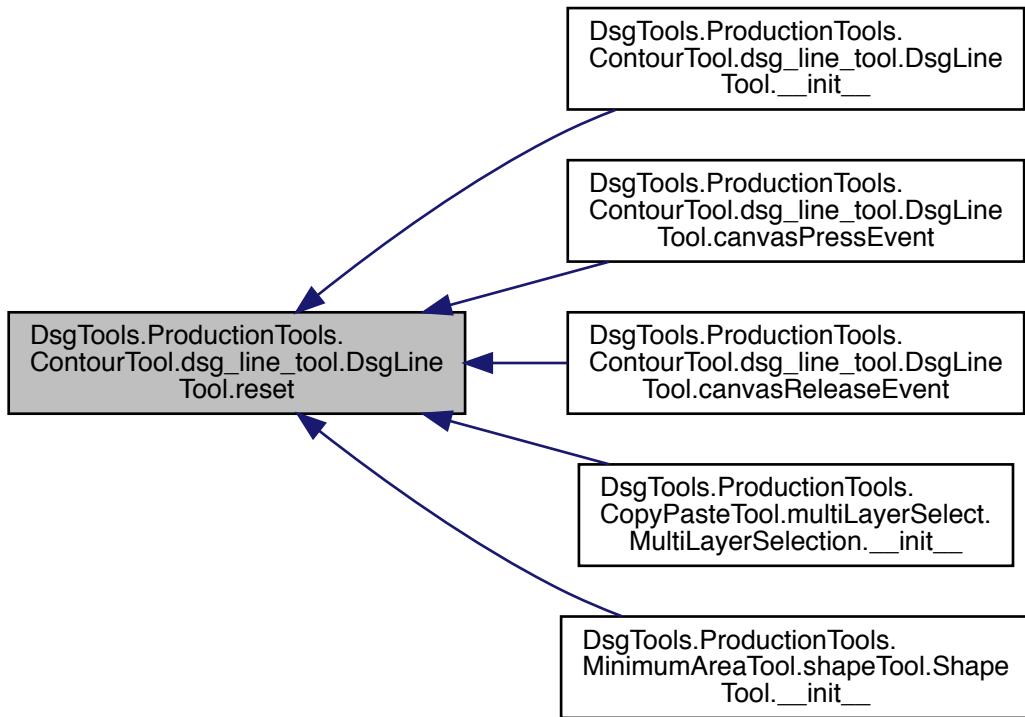 DsgTools.ProductionTools.
ContourTool.dsg_line_tool.DsgLine
Tool.__init__
DsgTools.ProductionTools.
ContourTool.dsg_line_tool.DsgLine
Tool.canvasPressEvent
DsgTools.ProductionTools.
ContourTool.dsg_line_tool.DsgLine
Tool.reset
DsgTools.ProductionTools.
ContourTool.dsg_line_tool.DsgLine
Tool.canvasReleaseEvent
DsgTools.ProductionTools.
CopyPasteTool.multiLayerSelect.
MultiLayerSelection.__init__
DsgTools.ProductionTools.
MinimumAreaTool.shapeTool.Shape
Tool.__init__